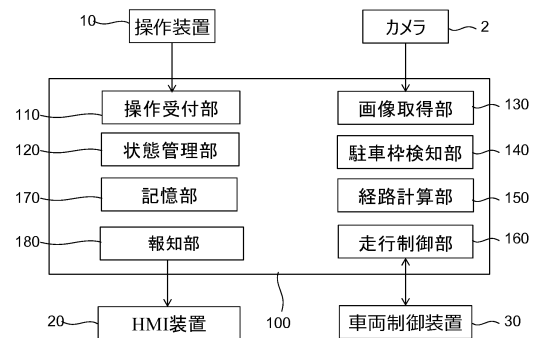 10 操作装置
カメラ 2
110 操作受付部
画像取得部 130
120 状態管理部
駐車枠検知部 140
170 記憶部
経路計算部 150
180 報知部
走行制御部 160
20 HMI装置
100
車両制御装置 30